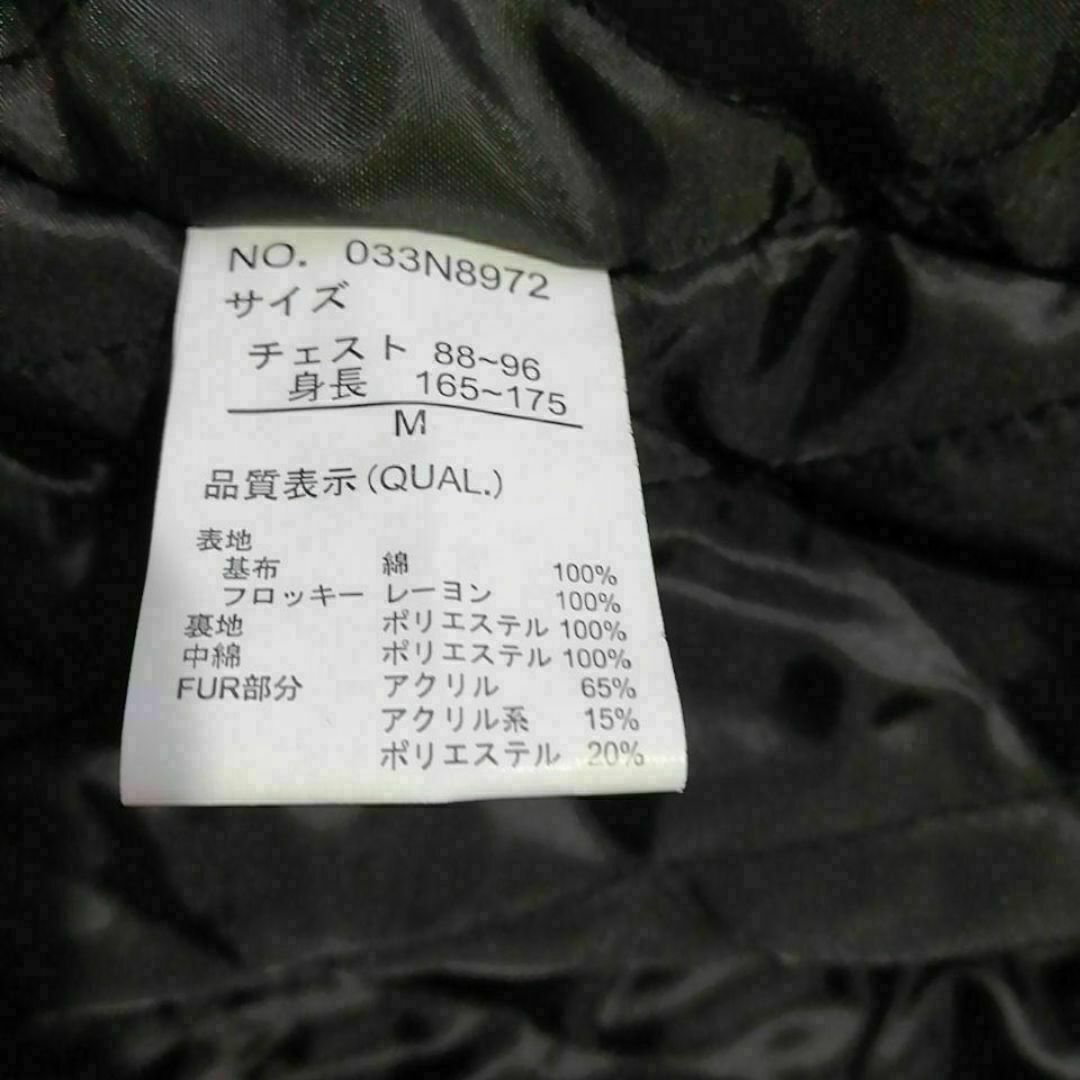 NO. 033N8972
サイズ
チェスト 88~96
身長 165~175
M
品質表示(QUAL.)
表地
基布 綿 100%
フロッキー レーヨン 100%
裏地 ポリエステル 100%
中綿 ポリエステル 100%
FUR部分 アクリル 65%
アクリル系 15%
ポリエステル 20%